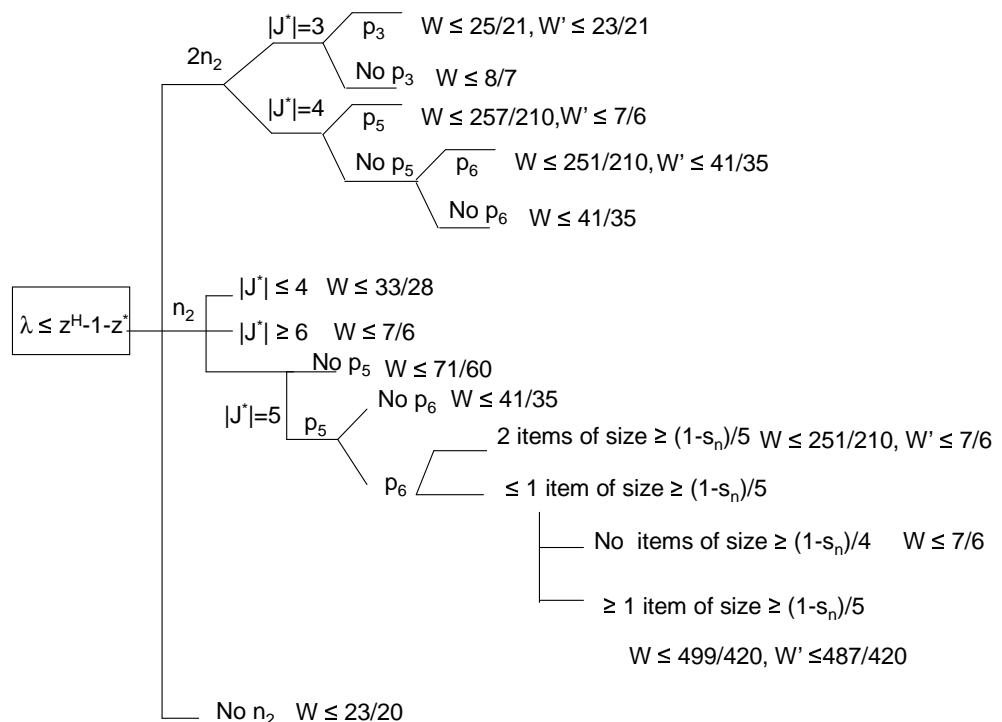 |J*|=3
p₃ W ≤ 25/21, W' ≤ 23/21
2n₂
No p₃ W ≤ 8/7
|J*|=4
p₅ W ≤ 257/210,W' ≤ 7/6
No p₅ p₆ W ≤ 251/210,W' ≤ 41/35
No p₆ W ≤ 41/35
λ ≤ zᴴ-1-z*
n₂
|J*| ≤ 4 W ≤ 33/28
|J*| ≥ 6 W ≤ 7/6
No p₅ W ≤ 71/60
|J*|=5
No p₆ W ≤ 41/35
p₅
2 items of size ≥ (1-sₙ)/5 W ≤ 251/210, W' ≤ 7/6
p₆ ≤ 1 item of size ≥ (1-sₙ)/5
No items of size ≥ (1-sₙ)/4 W ≤ 7/6
≥ 1 item of size ≥ (1-sₙ)/5
W ≤ 499/420, W' ≤487/420
No n₂ W ≤ 23/20